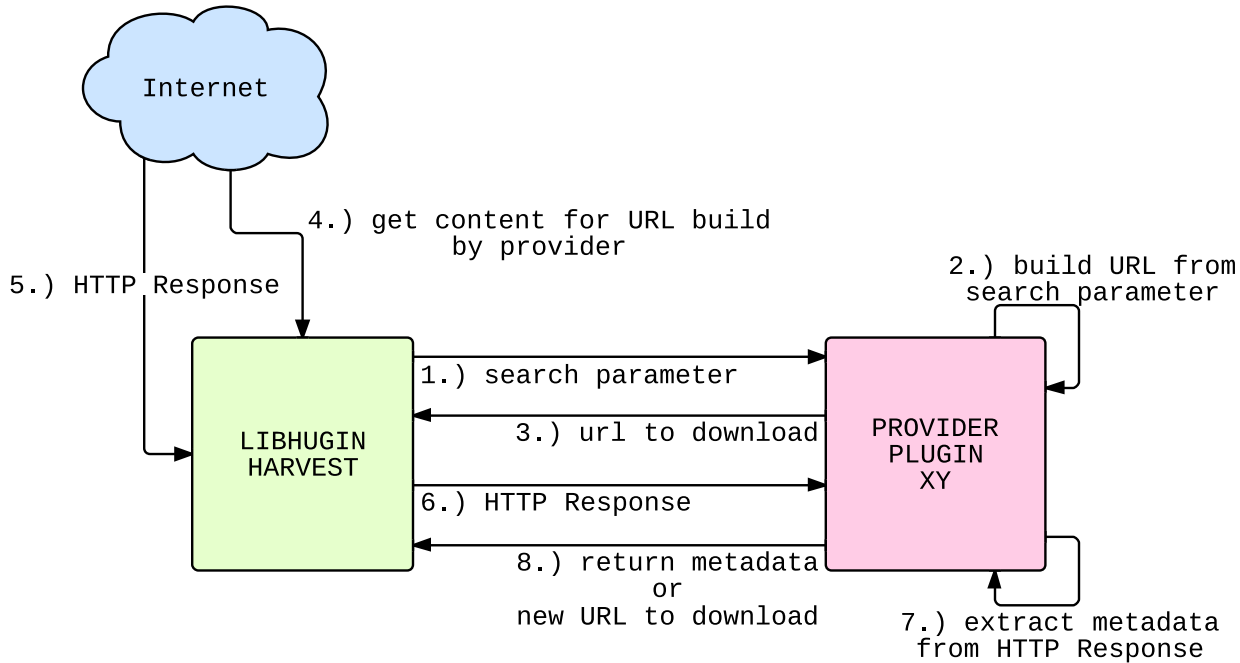 Internet
4.) get content for URL build
by provider
5.) HTTP Response
2.) build URL from
search parameter
1.) search parameter
3.) url to download
LIBHUGIN
HARVEST
PROVIDER
PLUGIN
XY
6.) HTTP Response
8.) return metadata
or
new URL to download
7.) extract metadata
from HTTP Response